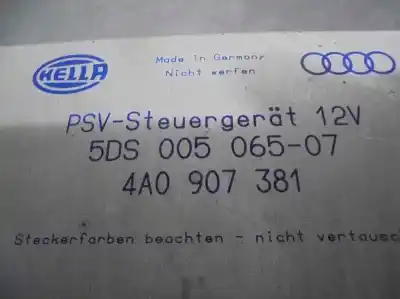 HELLA
Made in Germany
Nicht werfen
PSV-Steuergerät 12V
5DS 005 065-07
4A0 907 381
Steckerfarben beachten - nicht vertausc